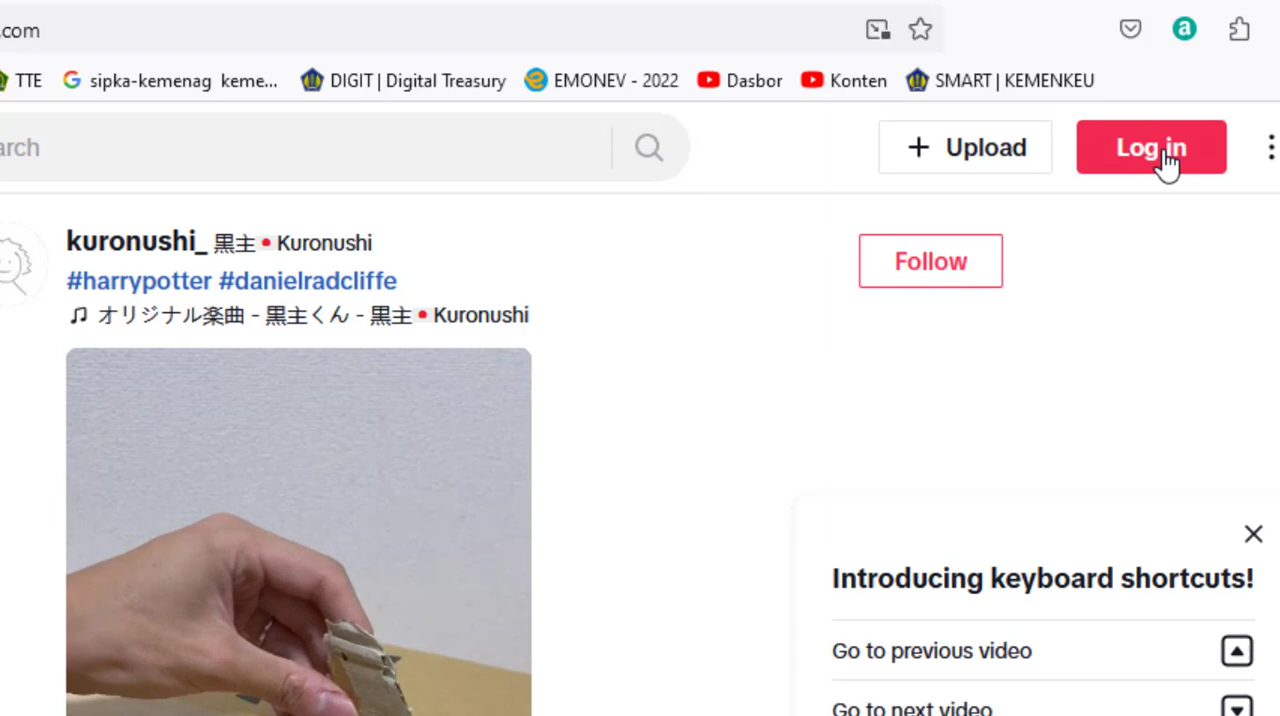 .com
TTE sipka-kemenag keme... DIGIT | Digital Treasury EMONEV - 2022 Dasbor Konten SMART | KEMENKEU
arch
+ Upload
Log in
kuronushi_ 黒主•Kuronushi
Follow
#harrypotter #danielradcliffe
♫ オリジナル楽曲 - 黒主くん - 黒主•Kuronushi
Introducing keyboard shortcuts!
Go to previous video
Go to next video